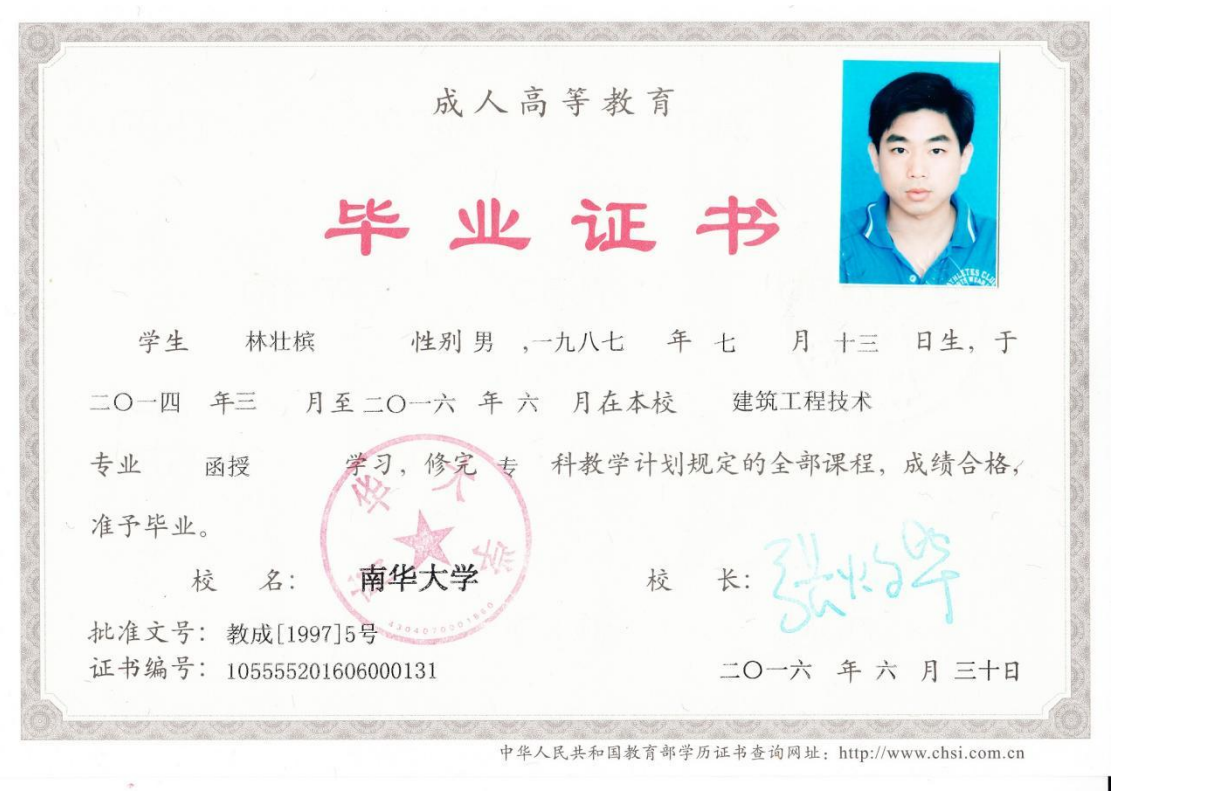 成人高等教育
毕业证书
学生 林壮槟 性别 男 ,一九八七 年 七 月 十三 日生，于
二〇一四 年三 月至二〇一六 年 六 月在本校 建筑工程技术
专业 函授 学习，修完 专 科教学计划规定的全部课程，成绩合格，
准予毕业。
校 名： 南华大学 校 长：
南华大学
批准文号：教成[1997]5号
证书编号：105555201606000131 二〇一六 年 六 月 三十日
中华人民共和国教育部学历证书查询网址：http://www.chsi.com.cn